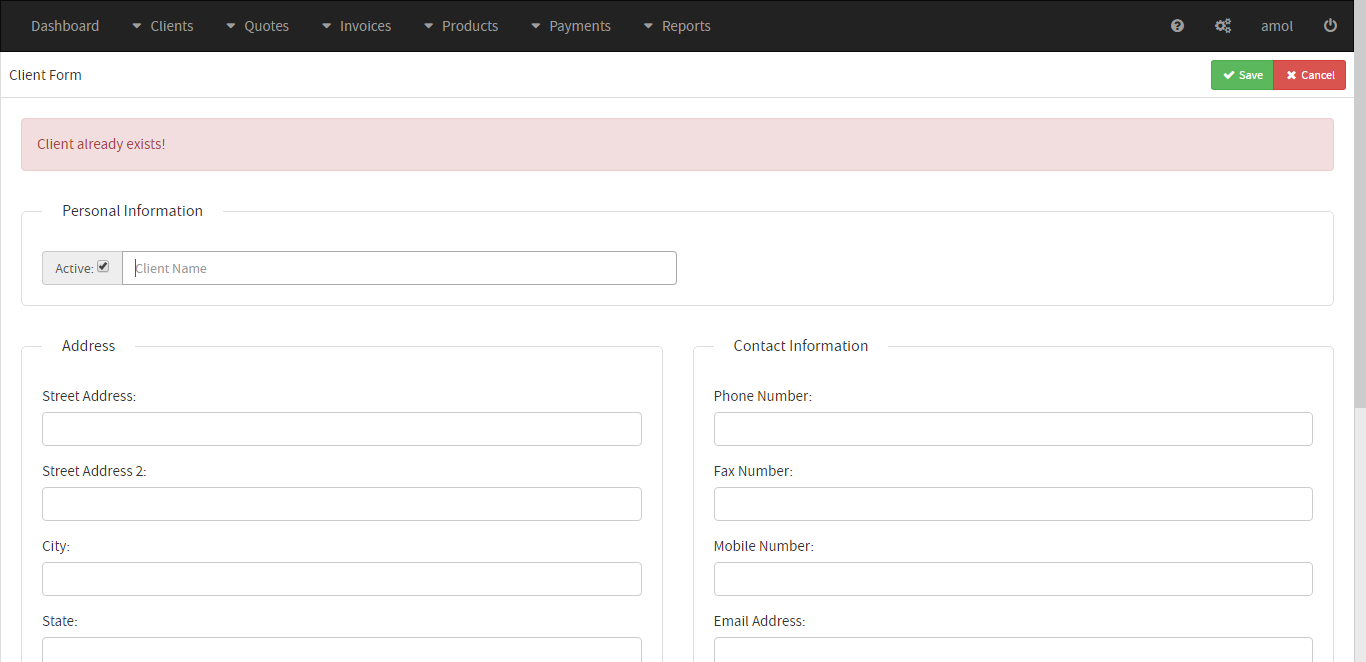 Dashboard Clients Quotes Invoices Products Payments Reports amol
Client Form Save Cancel
Client already exists!
Personal Information
Active: Client Name
Address
Street Address:
Street Address 2:
City:
State:
Contact Information
Phone Number:
Fax Number:
Mobile Number:
Email Address: